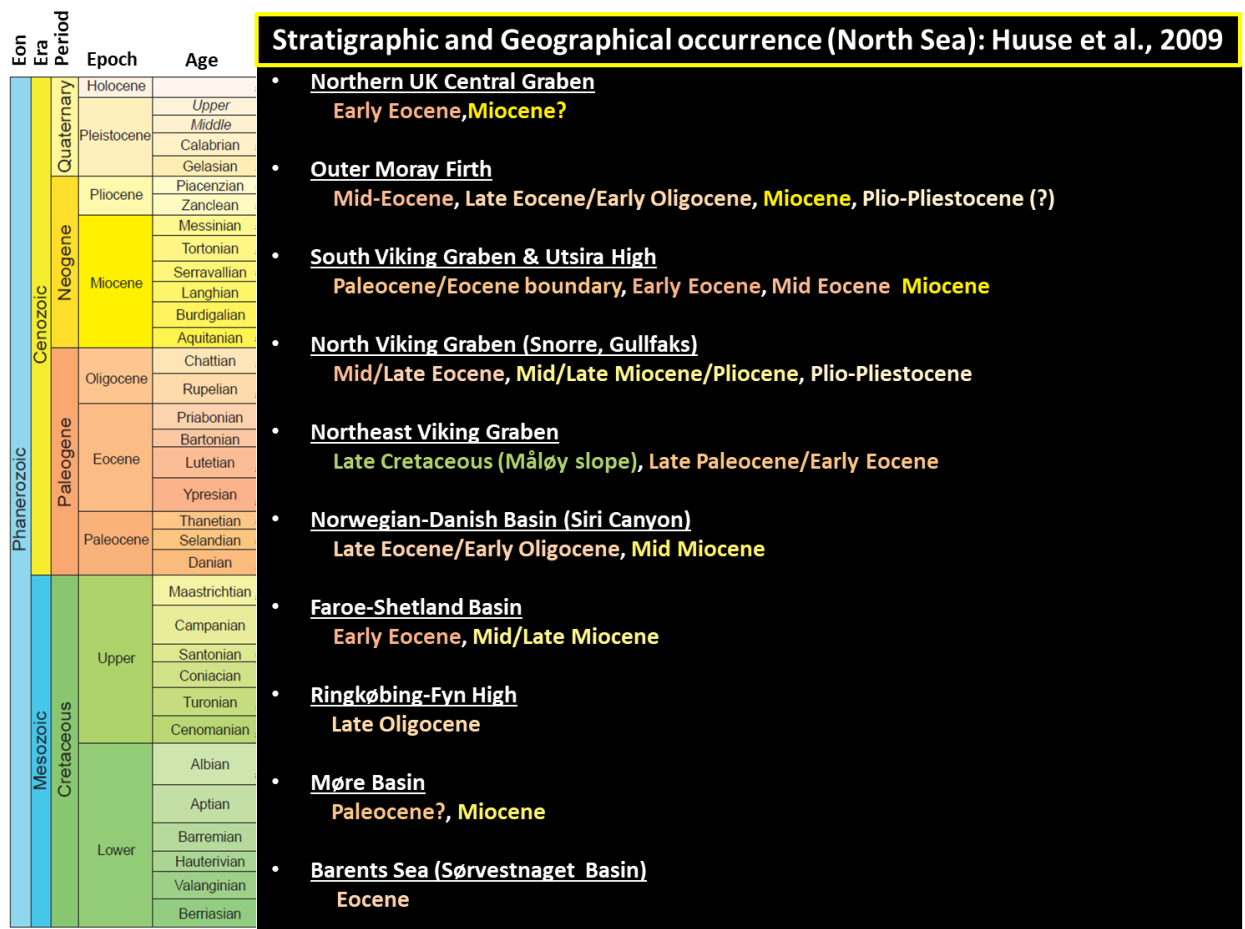 Eon
Era
Period
Epoch
Age
Stratigraphic and Geographical occurrence (North Sea): Huuse et al., 2009
Phanerozoic
Cenozoic
Mesozoic
Quaternary
Neogene
Paleogene
Cretaceous
Holocene
Pleistocene
Pliocene
Miocene
Oligocene
Eocene
Paleocene
Upper
Lower
Upper
Middle
Calabrian
Gelasian
Piacenzian
Zanclean
Messinian
Tortonian
Serravallian
Langhian
Burdigalian
Aquitanian
Chattian
Rupelian
Priabonian
Bartonian
Lutetian
Ypresian
Thanetian
Selandian
Danian
Maastrichtian
Campanian
Santonian
Coniacian
Turonian
Cenomanian
Albian
Aptian
Barremian
Hauterivian
Valanginian
Berriasian
• Northern UK Central Graben
Early Eocene,Miocene?
• Outer Moray Firth
Mid-Eocene, Late Eocene/Early Oligocene, Miocene, Plio-Pliestocene (?)
• South Viking Graben & Utsira High
Paleocene/Eocene boundary, Early Eocene, Mid Eocene Miocene
• North Viking Graben (Snorre, Gullfaks)
Mid/Late Eocene, Mid/Late Miocene/Pliocene, Plio-Pliestocene
• Northeast Viking Graben
Late Cretaceous (Måløy slope), Late Paleocene/Early Eocene
• Norwegian-Danish Basin (Siri Canyon)
Late Eocene/Early Oligocene, Mid Miocene
• Faroe-Shetland Basin
Early Eocene, Mid/Late Miocene
• Ringkøbing-Fyn High
Late Oligocene
• Møre Basin
Paleocene?, Miocene
• Barents Sea (Sørvestnaget Basin)
Eocene